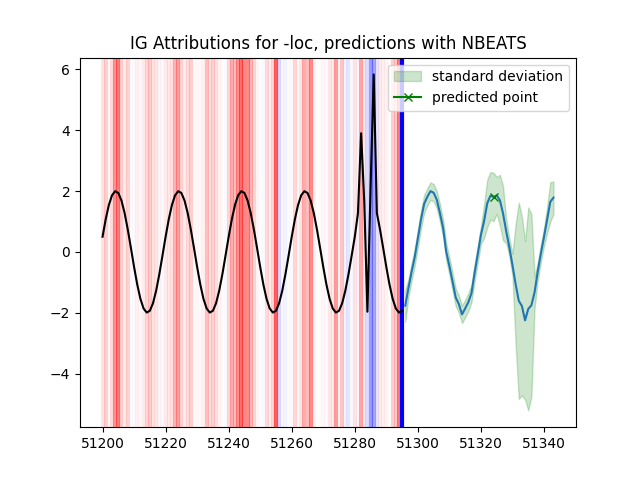 IG Attributions for -loc, predictions with NBEATS
standard deviation
predicted point
6
4
2
0
−2
−4
51200 51220 51240 51260 51280 51300 51320 51340